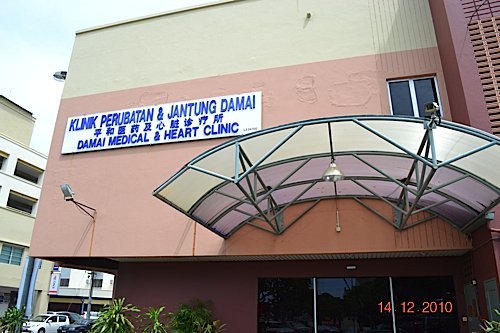 KLINIK PERUBATAN & JANTUNG DAMAI
平和医药及心脏诊疗所
DAMAI MEDICAL & HEART CLINIC
14 12 2010